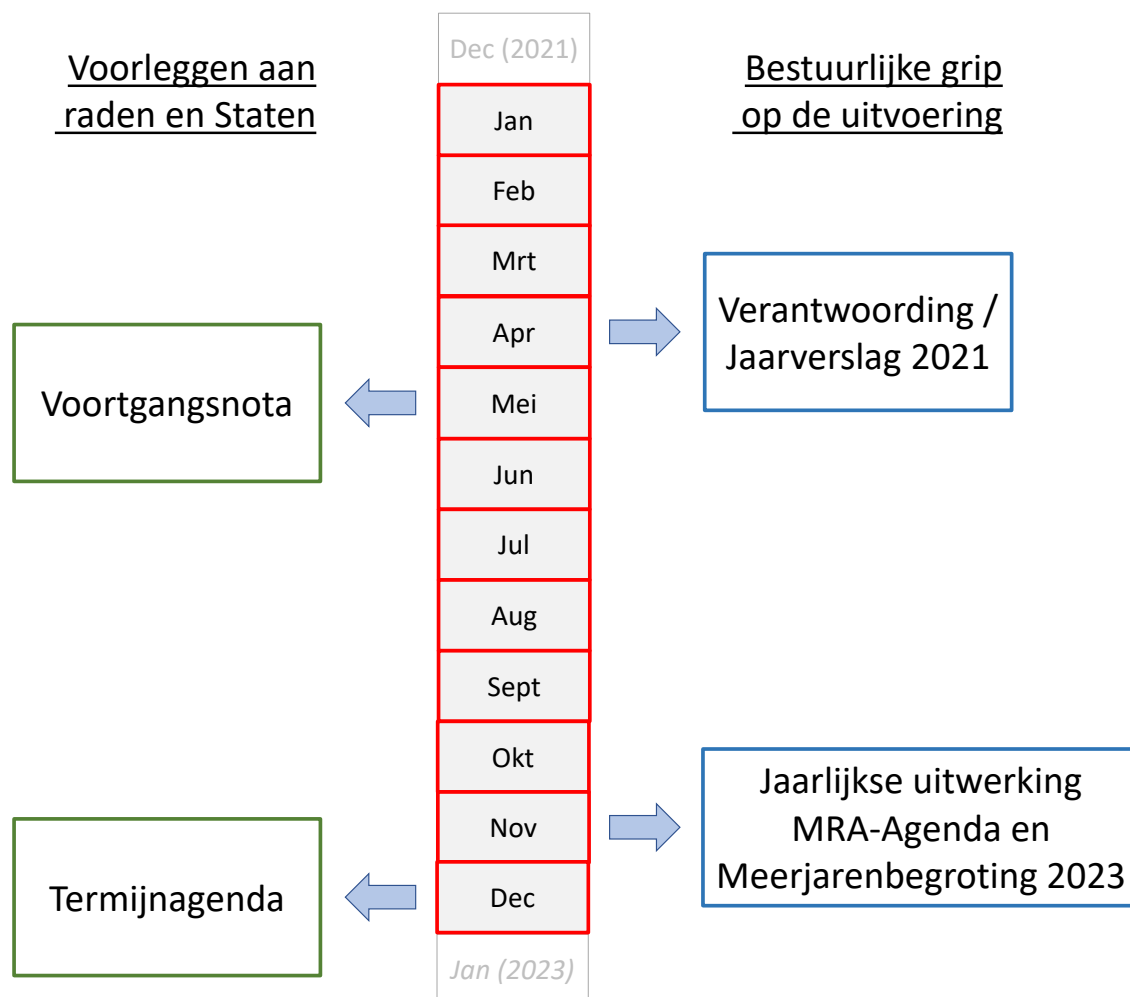 Dec (2021)
Voorleggen aan
raden en Staten
Bestuurlijke grip
op de uitvoering
Jan
Feb
Mrt
Apr
Verantwoording /
Jaarverslag 2021
Voortgangsnota
Mei
Jun
Jul
Aug
Sept
Okt
Nov
Jaarlijkse uitwerking
MRA-Agenda en
Meerjarenbegroting 2023
Termijnagenda
Dec
Jan (2023)